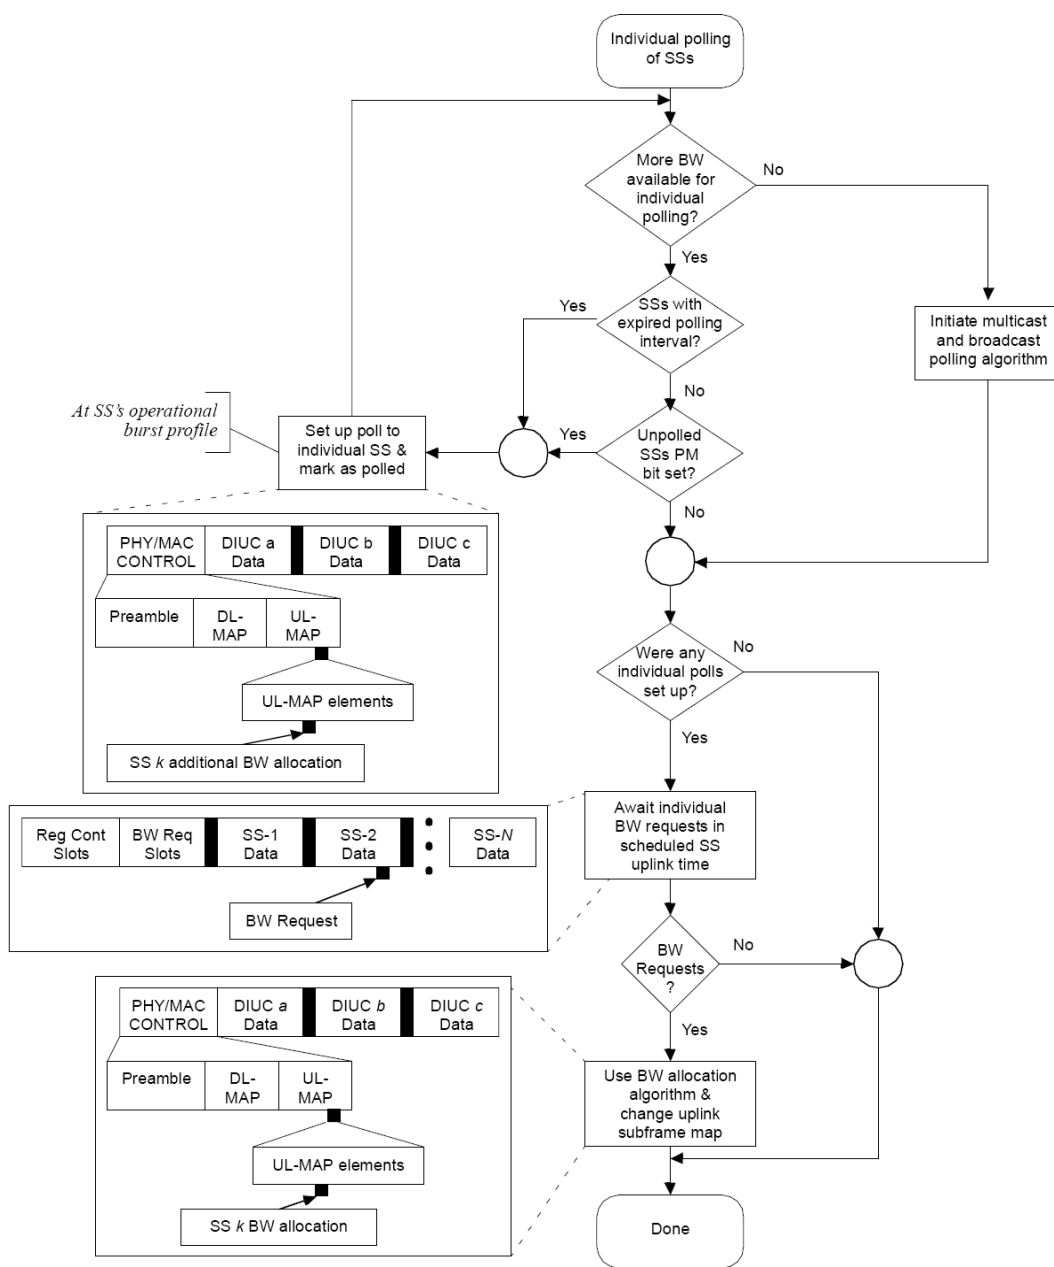 Individual polling
of SSs
More BW
available for
individual
polling?
No
Yes
SSs with
expired polling
interval?
Yes
No
Initiate multicast
and broadcast
polling algorithm
At SS's operational
burst profile
Set up poll to
individual SS &
mark as polled
Yes
Unpolled
SSs PM
bit set?
No
PHY/MAC
CONTROL
DIUC a
Data
DIUC b
Data
DIUC c
Data
Preamble
DL-
MAP
UL-
MAP
UL-MAP elements
SS k additional BW allocation
Were any
individual polls
set up?
No
Yes
Reg Cont
Slots
BW Req
Slots
SS-1
Data
SS-2
Data
SS-N
Data
BW Request
Await individual
BW requests in
scheduled SS
uplink time
BW
Requests
?
No
Yes
PHY/MAC
CONTROL
DIUC a
Data
DIUC b
Data
DIUC c
Data
Preamble
DL-
MAP
UL-
MAP
UL-MAP elements
SS k BW allocation
Use BW allocation
algorithm &
change uplink
subframe map
Done